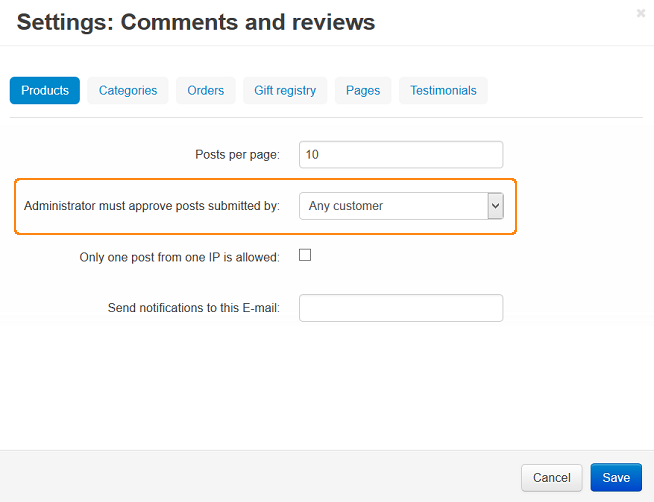 Settings: Comments and reviews
Products Categories Orders Gift registry Pages Testimonials
Posts per page: 10
Administrator must approve posts submitted by: Any customer
Only one post from one IP is allowed:
Send notifications to this E-mail:
Cancel Save